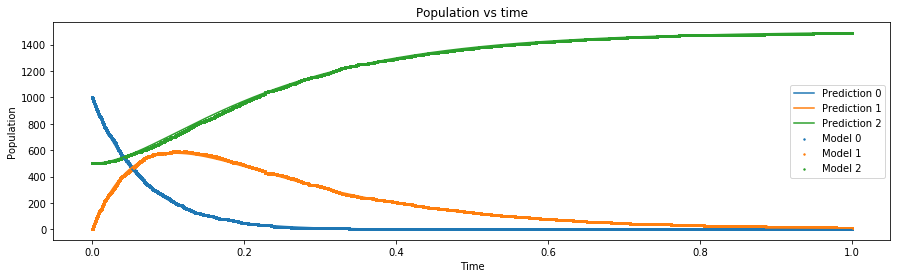 Population vs time
1400
1200
1000
800
600
400
200
0
Population
0.0 0.2 0.4 0.6 0.8 1.0
Time
Prediction 0
Prediction 1
Prediction 2
Model 0
Model 1
Model 2